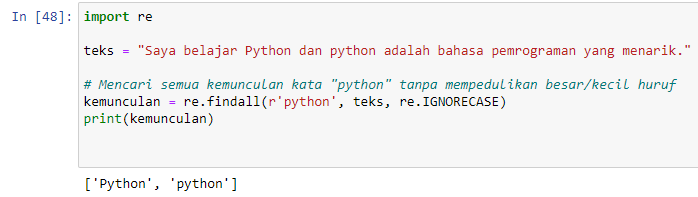 In [48]: import re
teks = "Saya belajar Python dan python adalah bahasa pemrograman yang menarik."
# Mencari semua kemunculan kata "python" tanpa mempedulikan besar/kecil huruf
kemunculan = re.findall(r'python', teks, re.IGNORECASE)
print(kemunculan)
['Python', 'python']